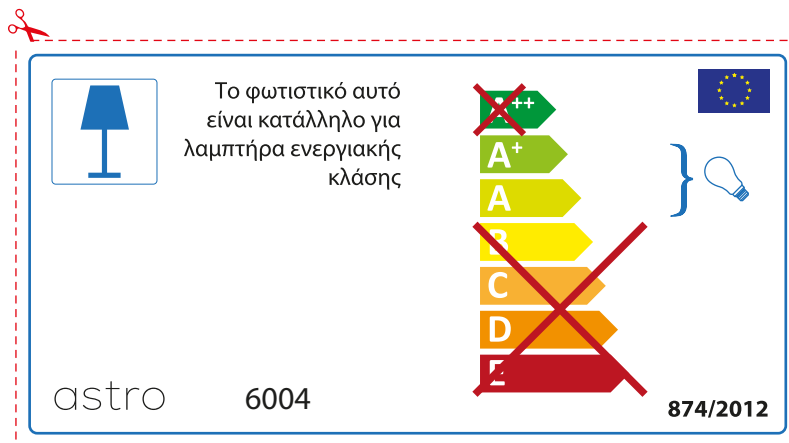 Το φωτιστικό αυτό
είναι κατάλληλο για
λαμπτήρα ενεργιακής
κλάσης
A++
A+
A
B
C
D
E
astro
6004
874/2012